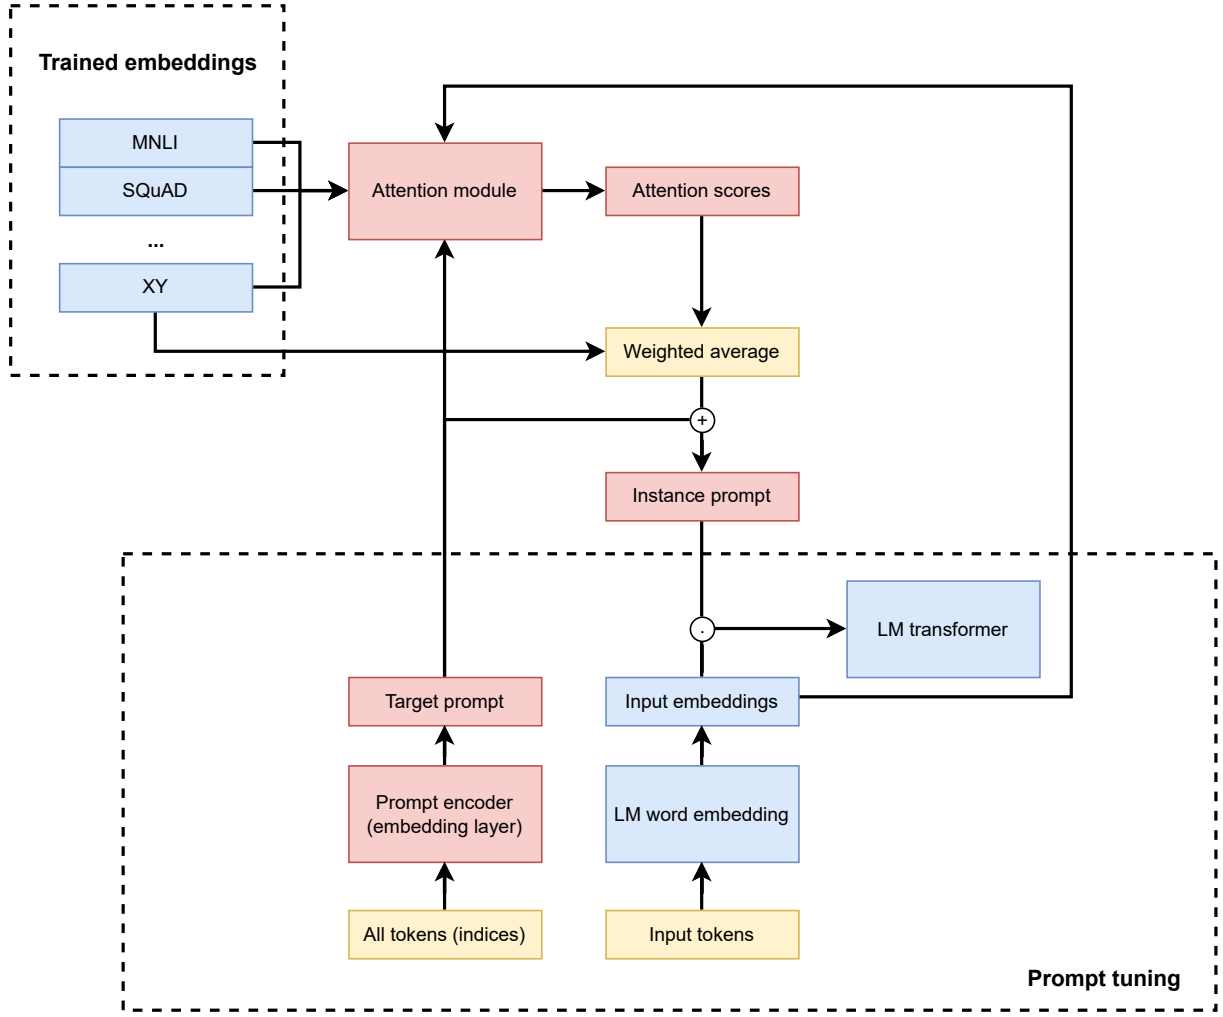 Trained embeddings
MNLI
SQuAD
...
XY
Attention module
Attention scores
Weighted average
+
Instance prompt
.
LM transformer
Target prompt
Input embeddings
Prompt encoder
(embedding layer)
LM word embedding
All tokens (indices)
Input tokens
Prompt tuning